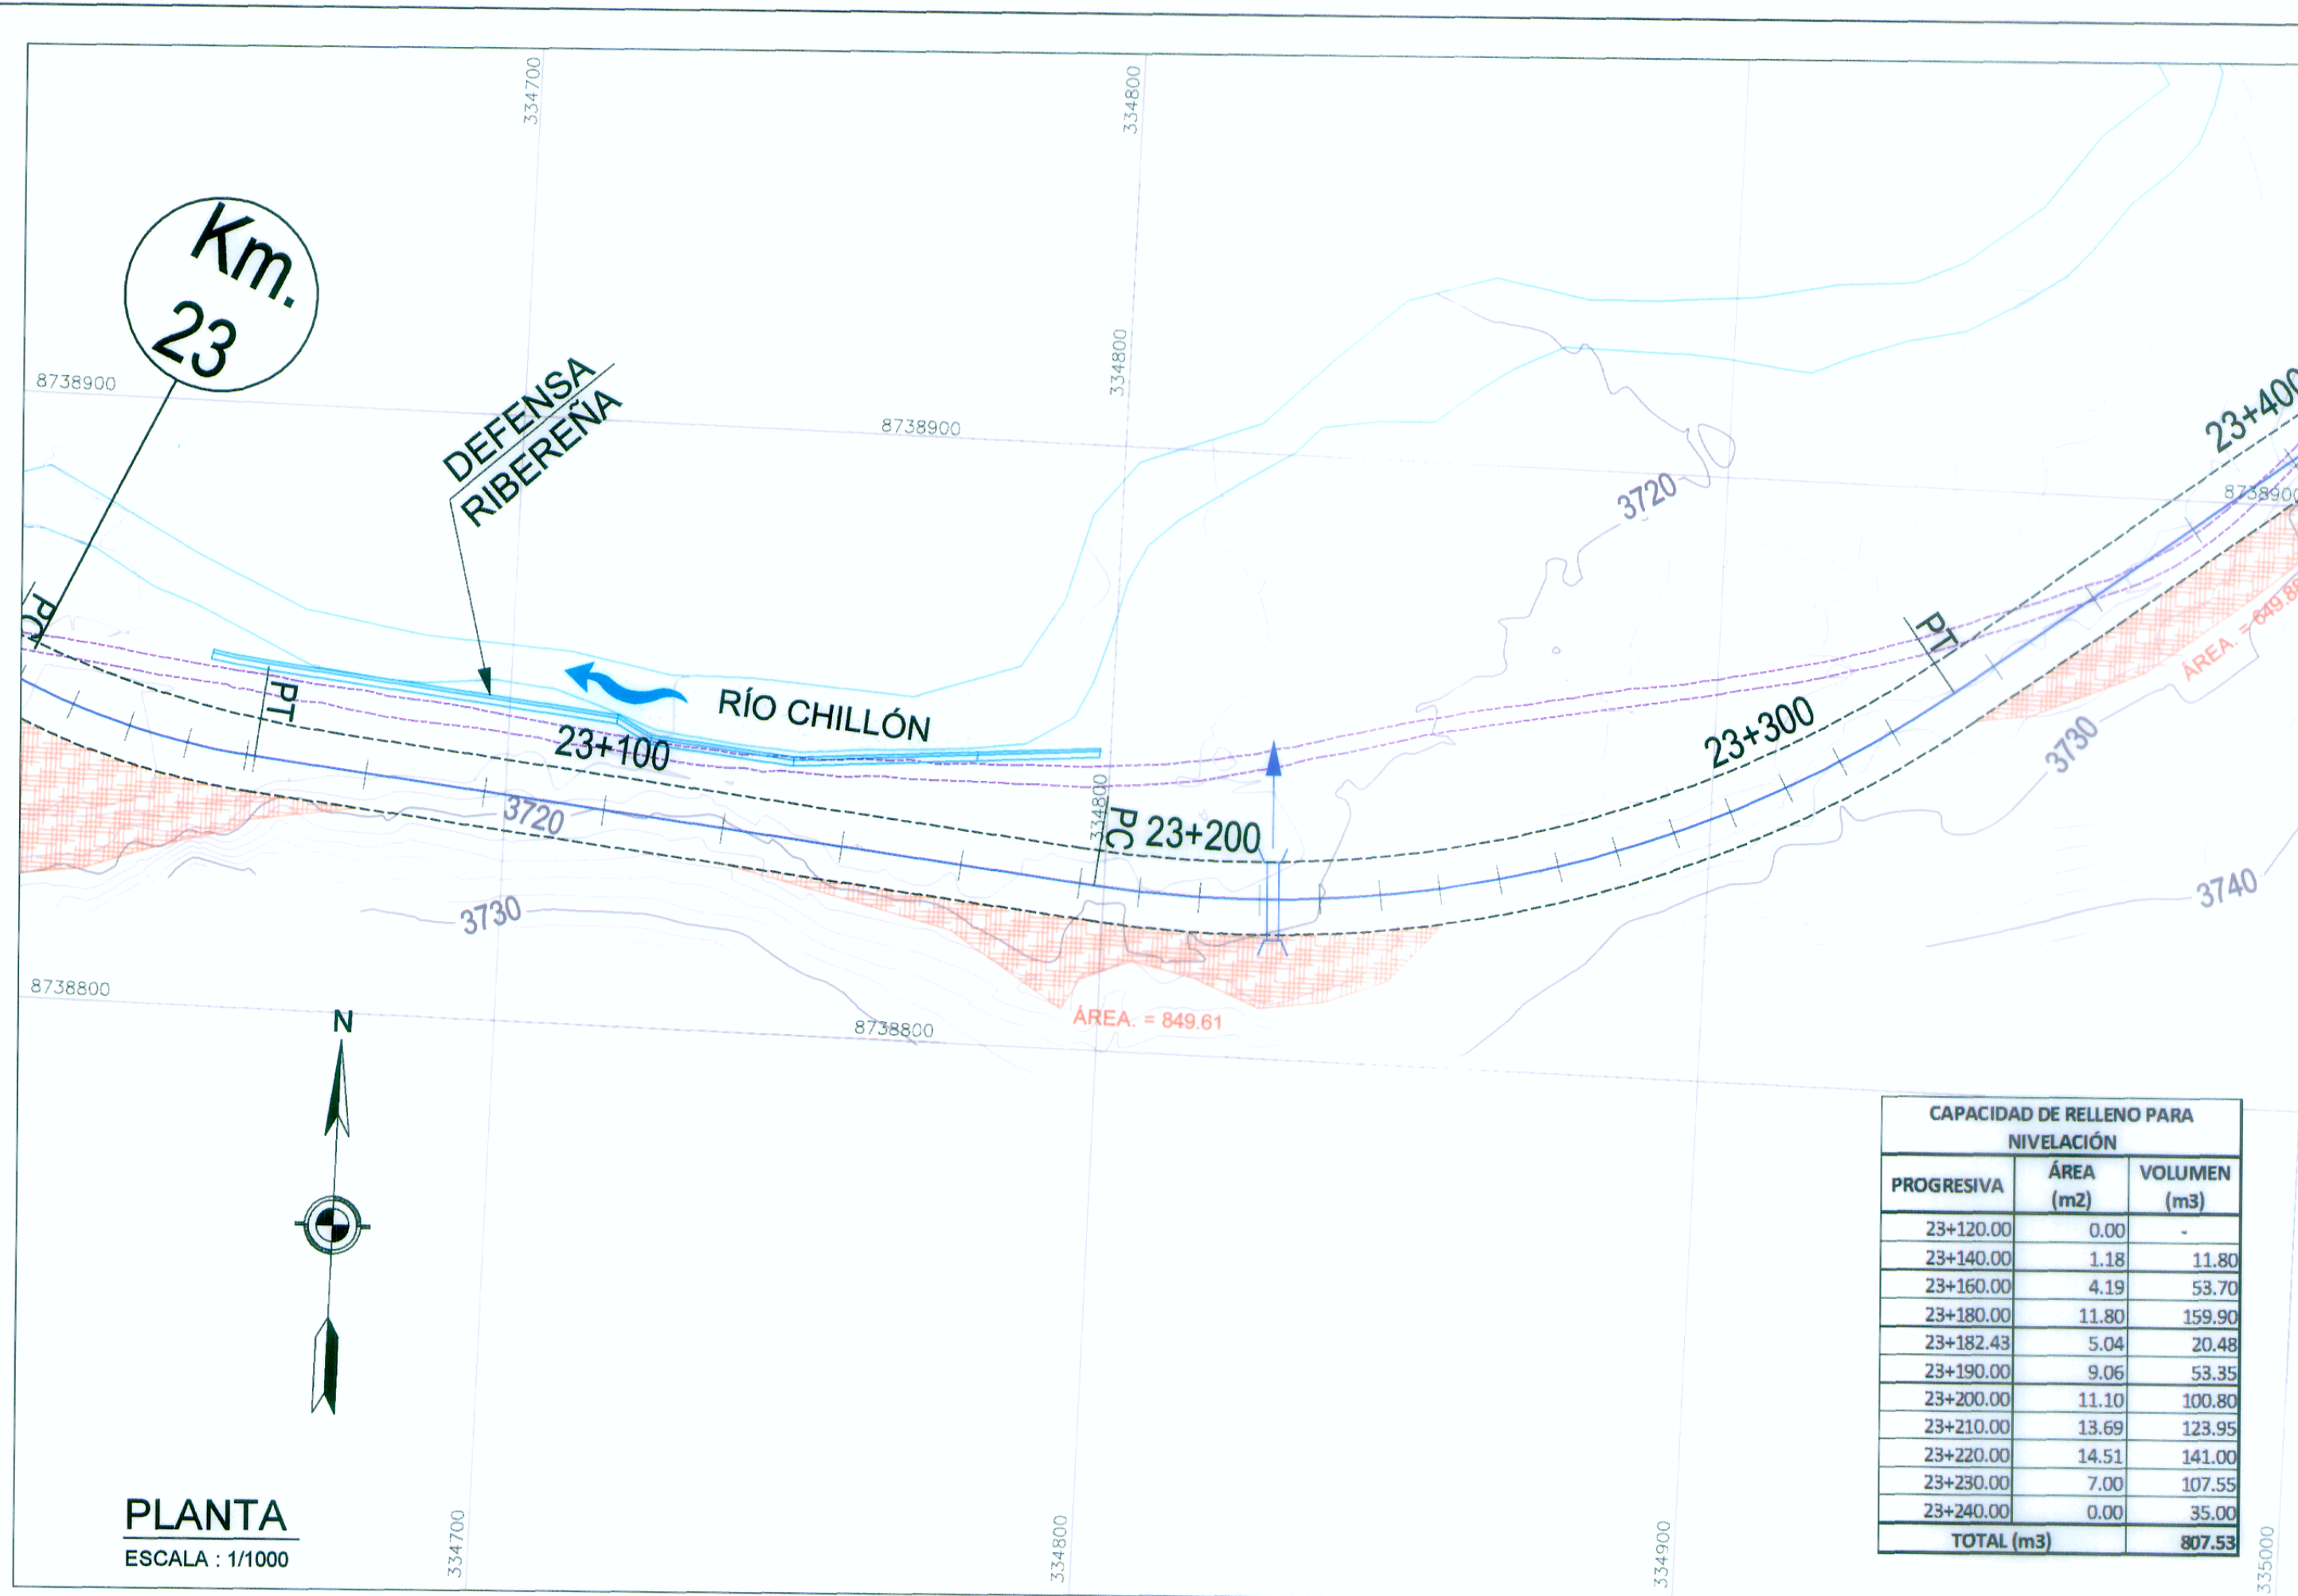 334700
334800
Km.
23
334800
8738900
8738900
DEFENSA
RIBEREÑA
23+400
8738900
3720
PC
PT
PT
RÍO CHILLÓN
23+100
23+300
ÁREA. =
3730
3720
334800
PC
23+200
3730
3740
8738800
8738800
ÁREA. = 849.61
N
CAPACIDAD DE RELLENO PARA
NIVELACIÓN
PROGRESIVA ÁREA (m2) VOLUMEN (m3)
23+120.00 0.00 -
23+140.00 1.18 11.80
23+160.00 4.19 53.70
23+180.00 11.80 159.90
23+182.43 5.04 20.48
23+190.00 9.06 53.35
23+200.00 11.10 100.80
23+210.00 13.69 123.95
23+220.00 14.51 141.00
23+230.00 7.00 107.55
23+240.00 0.00 35.00
TOTAL (m3) 807.53
PLANTA
ESCALA : 1/1000
334700
334800
334900
335000